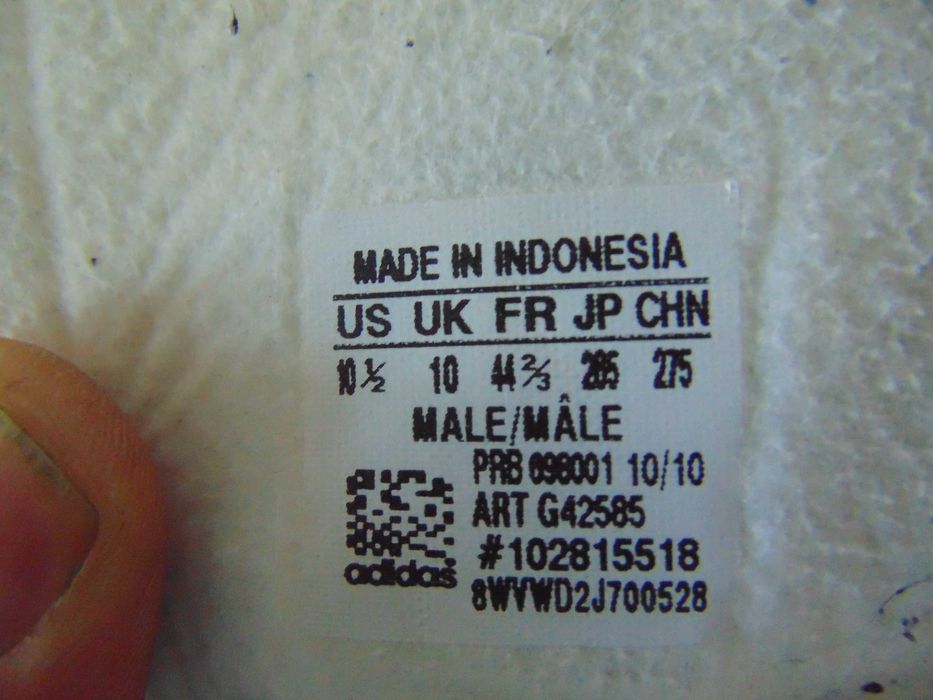 MADE IN INDONESIA
US UK FR JP CHN
10½ 10 44⅔ 285 275
MALE/MÂLE
PRB 698001 10/10
ART G42585
#102815518
adidas
8WVWD2J700528